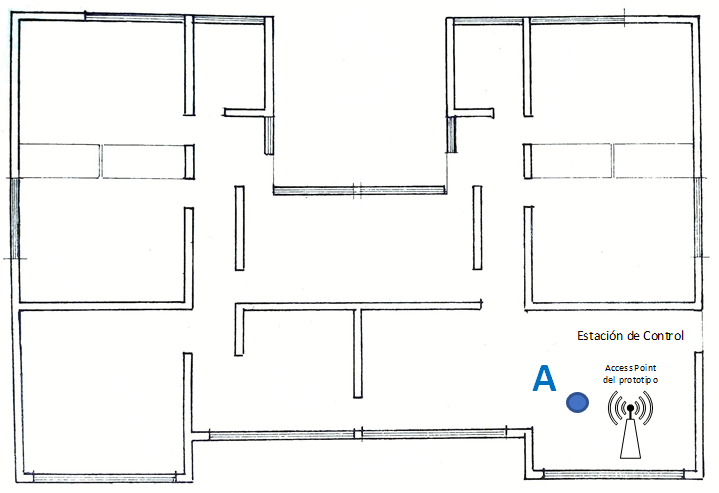 Estación de Control
A
Access Point
del prototipo